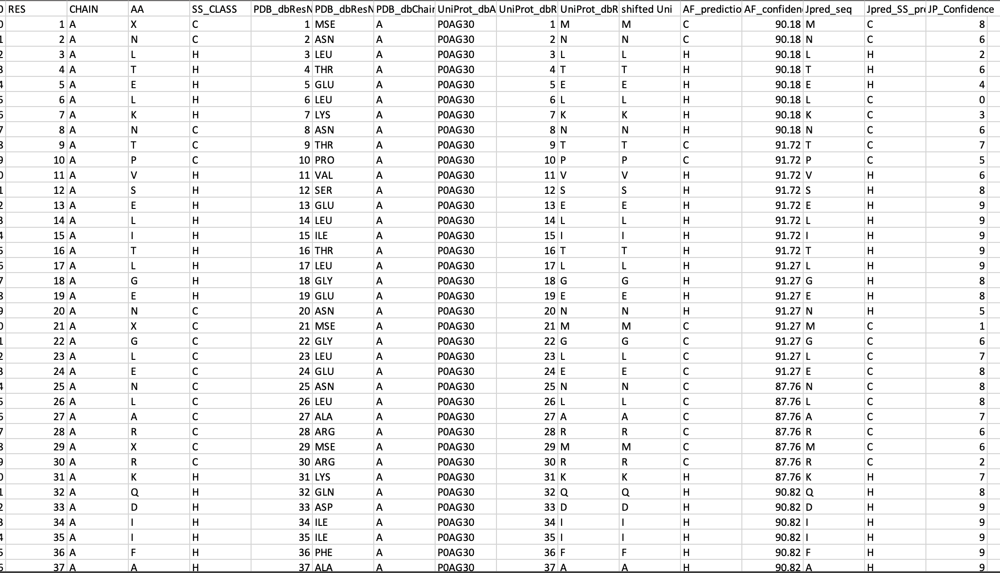 0 RES CHAIN AA SS_CLASS PDB_dbResN PDB_dbResN PDB_dbChair UniProt_dbA UniProt_dbR UniProt_dbR shifted Uni AF_predictio AF_confiden Jpred_seq Jpred_SS_pre JP_Confidence
0 1 A X C 1 MSE A P0AG30 1 M M C 90.18 M C 8
1 2 A N C 2 ASN A P0AG30 2 N N C 90.18 N C 6
2 3 A L H 3 LEU A P0AG30 3 L L H 90.18 L H 2
3 4 A T H 4 THR A P0AG30 4 T T H 90.18 T H 6
4 5 A E H 5 GLU A P0AG30 5 E E H 90.18 E H 4
5 6 A L H 6 LEU A P0AG30 6 L L H 90.18 L C 0
6 7 A K H 7 LYS A P0AG30 7 K K H 90.18 K C 3
7 8 A N C 8 ASN A P0AG30 8 N N H 90.18 N C 6
8 9 A T C 9 THR A P0AG30 9 T T C 91.72 T C 7
9 10 A P C 10 PRO A P0AG30 10 P P C 91.72 P C 5
0 11 A V H 11 VAL A P0AG30 11 V V H 91.72 V H 6
1 12 A S H 12 SER A P0AG30 12 S S H 91.72 S H 8
2 13 A E H 13 GLU A P0AG30 13 E E H 91.72 E H 9
3 14 A L H 14 LEU A P0AG30 14 L L H 91.72 L H 9
4 15 A I H 15 ILE A P0AG30 15 I I H 91.72 I H 9
5 16 A T H 16 THR A P0AG30 16 T T H 91.72 T H 9
6 17 A L H 17 LEU A P0AG30 17 L L H 91.27 L H 9
7 18 A G H 18 GLY A P0AG30 18 G G H 91.27 G H 8
8 19 A E H 19 GLU A P0AG30 19 E E H 91.27 E H 8
9 20 A N C 20 ASN A P0AG30 20 N N H 91.27 N H 5
0 21 A X C 21 MSE A P0AG30 21 M M C 91.27 M C 1
1 22 A G C 22 GLY A P0AG30 22 G G C 91.27 G C 6
2 23 A L C 23 LEU A P0AG30 23 L L C 91.27 L C 7
3 24 A E C 24 GLU A P0AG30 24 E E C 91.27 E C 8
4 25 A N C 25 ASN A P0AG30 25 N N C 87.76 N C 8
5 26 A L C 26 LEU A P0AG30 26 L L C 87.76 L C 8
6 27 A A C 27 ALA A P0AG30 27 A A C 87.76 A C 7
7 28 A R C 28 ARG A P0AG30 28 R R C 87.76 R C 6
8 29 A X C 29 MSE A P0AG30 29 M M C 87.76 M C 6
9 30 A R C 30 ARG A P0AG30 30 R R C 87.76 R C 2
0 31 A K H 31 LYS A P0AG30 31 K K H 87.76 K H 7
1 32 A Q H 32 GLN A P0AG30 32 Q Q H 90.82 Q H 8
2 33 A D H 33 ASP A P0AG30 33 D D H 90.82 D H 9
3 34 A I H 34 ILE A P0AG30 34 I I H 90.82 I H 9
4 35 A I H 35 ILE A P0AG30 35 I I H 90.82 I H 9
5 36 A F H 36 PHE A P0AG30 36 F F H 90.82 F H 9
6 37 A A H 37 ALA A P0AG30 37 A A H 90.82 A H 9